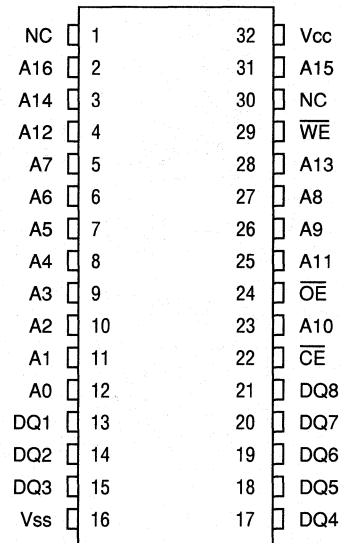 NC 1 32 Vcc
A16 2 31 A15
A14 3 30 NC
A12 4 29 WE
A7 5 28 A13
A6 6 27 A8
A5 7 26 A9
A4 8 25 A11
A3 9 24 OE
A2 10 23 A10
A1 11 22 CE
A0 12 21 DQ8
DQ1 13 20 DQ7
DQ2 14 19 DQ6
DQ3 15 18 DQ5
Vss 16 17 DQ4